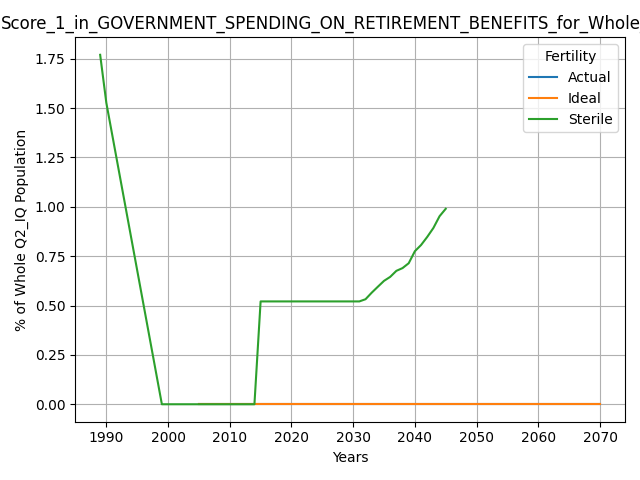 Score_1_in_GOVERNMENT_SPENDING_ON_RETIREMENT_BENEFITS_for_Whole
% of Whole Q2_IQ Population
1.75
1.50
1.25
1.00
0.75
0.50
0.25
0.00
Fertility
Actual
Ideal
Sterile
1990 2000 2010 2020 2030 2040 2050 2060 2070
Years